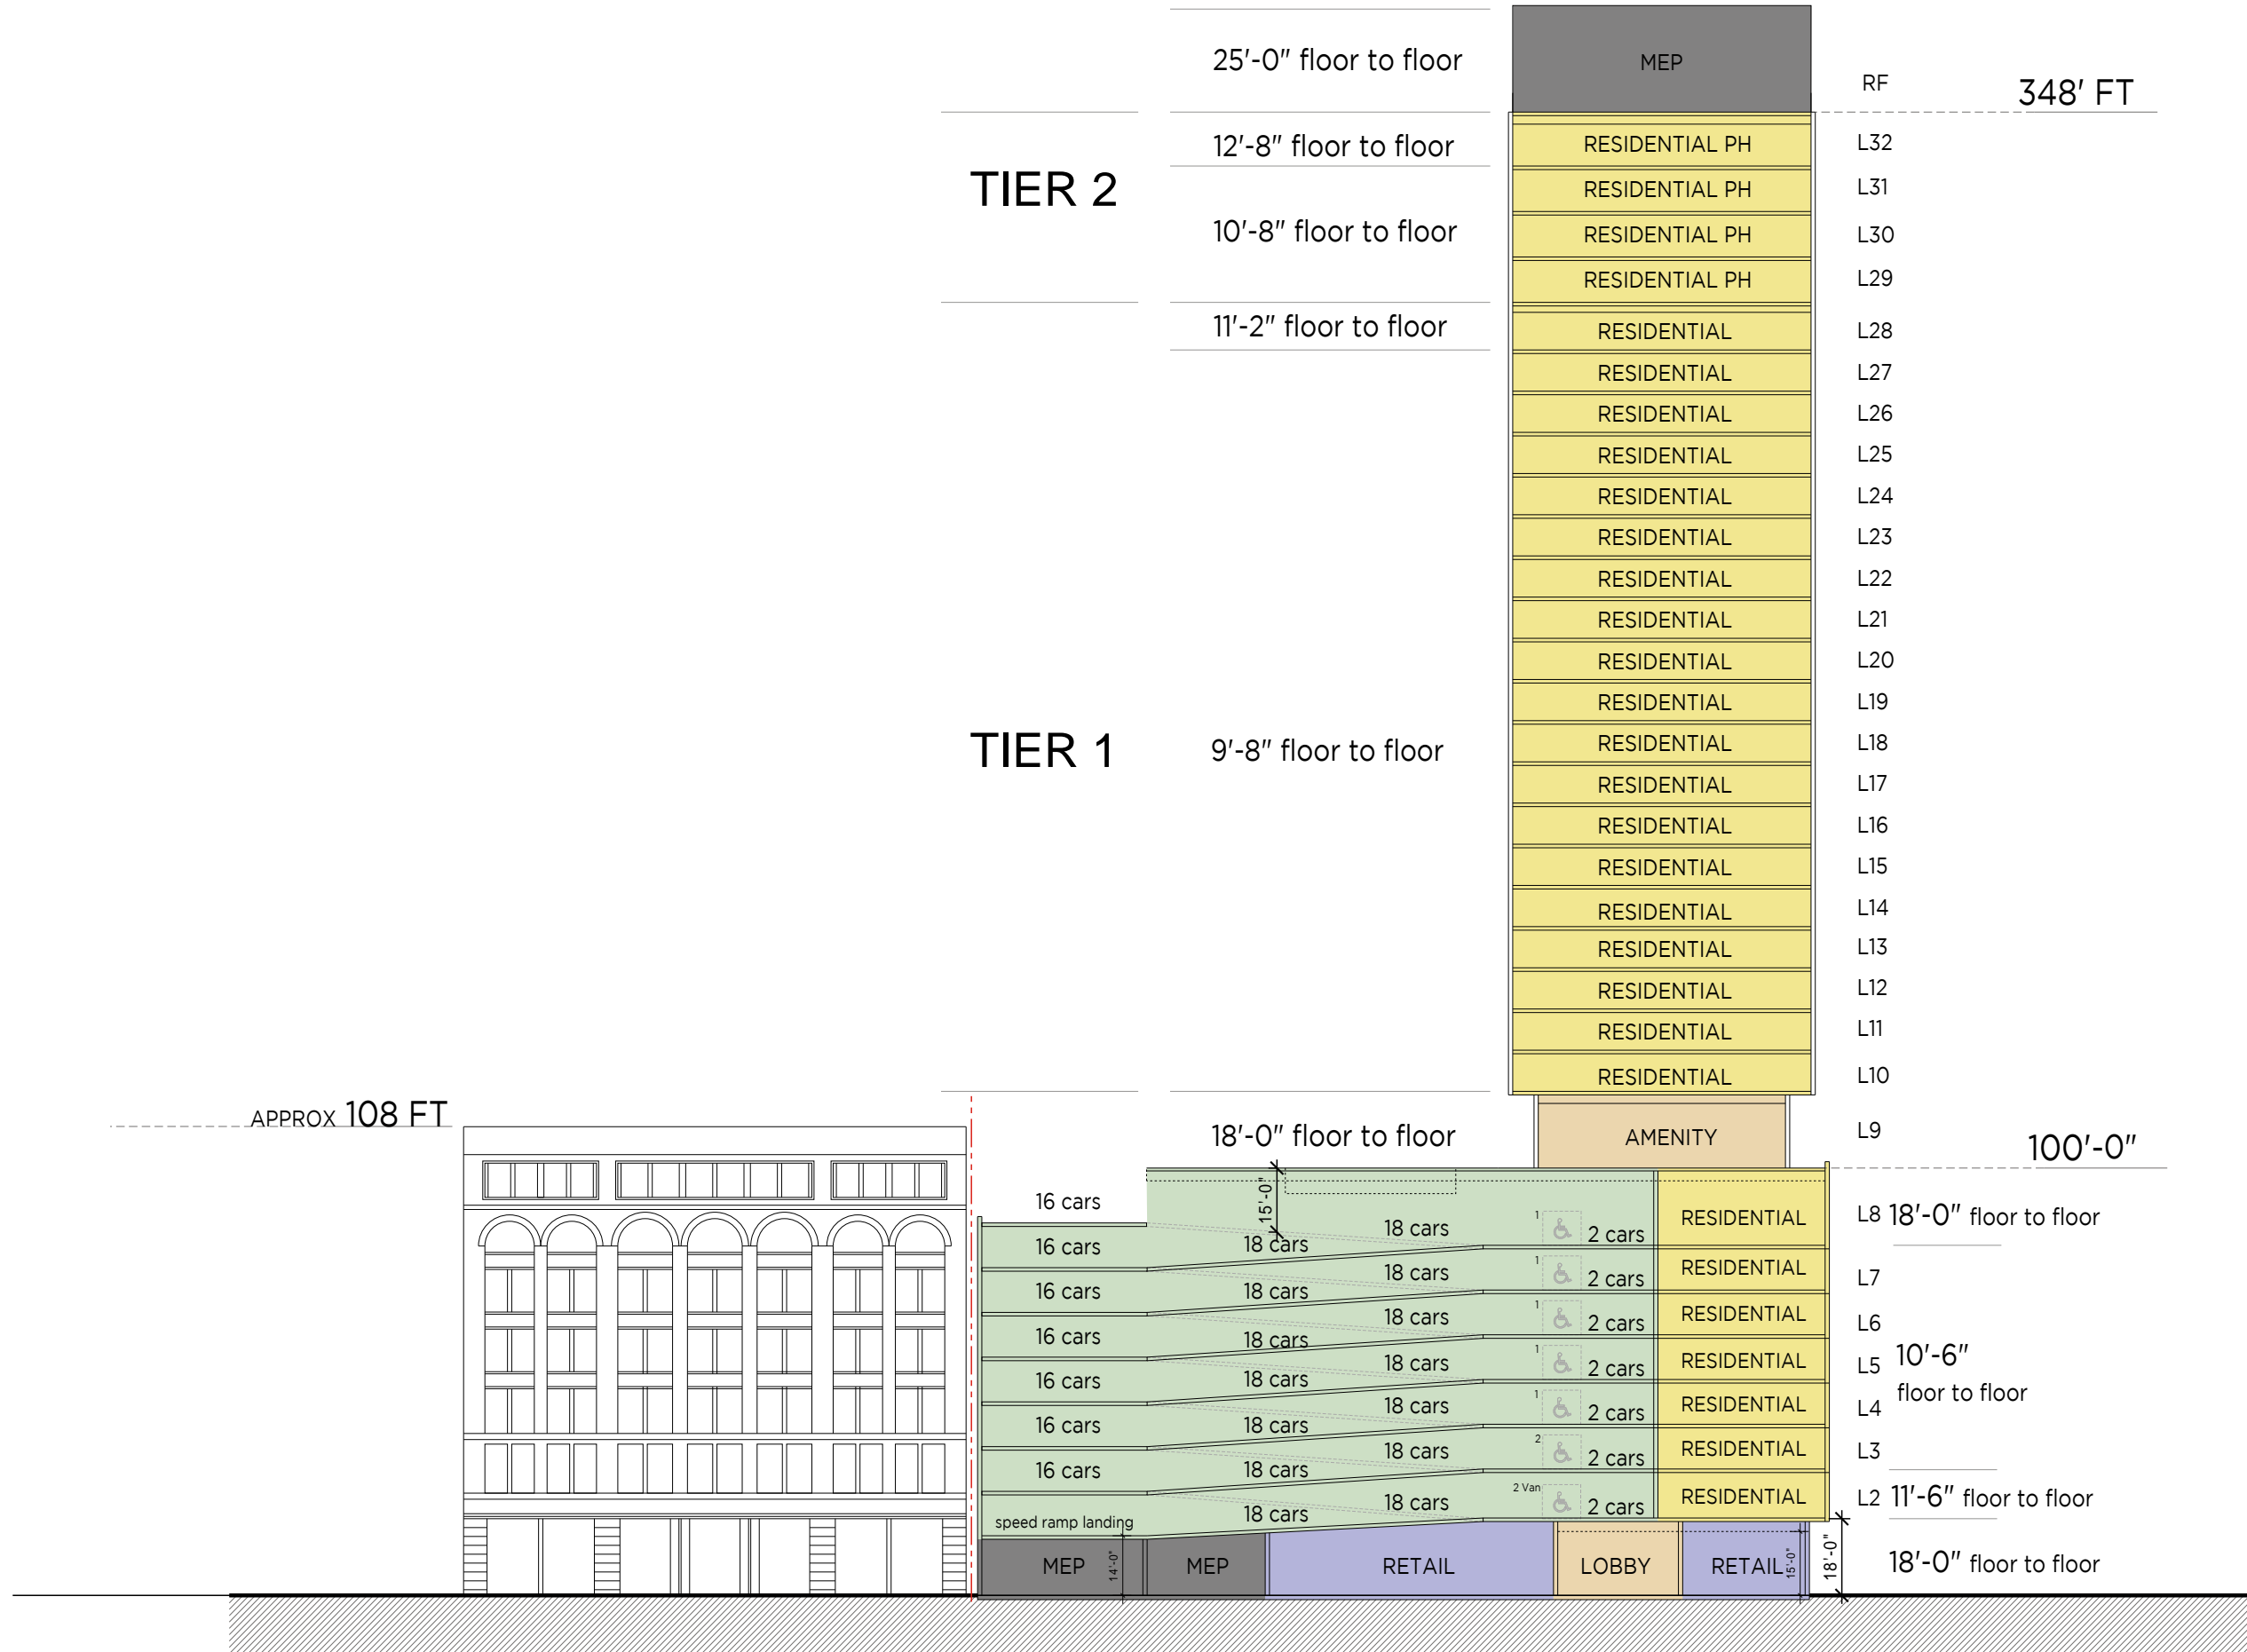 25'-0" floor to floor
MEP
RF
348' FT
12'-8" floor to floor
RESIDENTIAL PH
L32
TIER 2
RESIDENTIAL PH
L31
10'-8" floor to floor
RESIDENTIAL PH
L30
RESIDENTIAL PH
L29
11'-2" floor to floor
RESIDENTIAL
L28
RESIDENTIAL
L27
RESIDENTIAL
L26
RESIDENTIAL
L25
RESIDENTIAL
L24
RESIDENTIAL
L23
RESIDENTIAL
L22
RESIDENTIAL
L21
RESIDENTIAL
L20
RESIDENTIAL
L19
TIER 1
9'-8" floor to floor
RESIDENTIAL
L18
RESIDENTIAL
L17
RESIDENTIAL
L16
RESIDENTIAL
L15
RESIDENTIAL
L14
RESIDENTIAL
L13
RESIDENTIAL
L12
RESIDENTIAL
L11
RESIDENTIAL
L10
APPROX 108 FT
18'-0" floor to floor
AMENITY
L9
100'-0"
16 cars
15'-0"
18 cars
18 cars
1
2 cars
RESIDENTIAL
L8 18'-0" floor to floor
16 cars
18 cars
18 cars
1
2 cars
RESIDENTIAL
L7
16 cars
18 cars
18 cars
1
2 cars
RESIDENTIAL
L6
16 cars
18 cars
18 cars
1
2 cars
RESIDENTIAL
L5
10'-6"
floor to floor
16 cars
18 cars
18 cars
1
2 cars
RESIDENTIAL
L4
16 cars
18 cars
18 cars
2
2 cars
RESIDENTIAL
L3
16 cars
18 cars
18 cars
2 Van
2 cars
RESIDENTIAL
L2 11'-6" floor to floor
speed ramp landing
MEP
14'-0"
MEP
RETAIL
LOBBY
RETAIL
15'-0"
18'-0"
18'-0" floor to floor